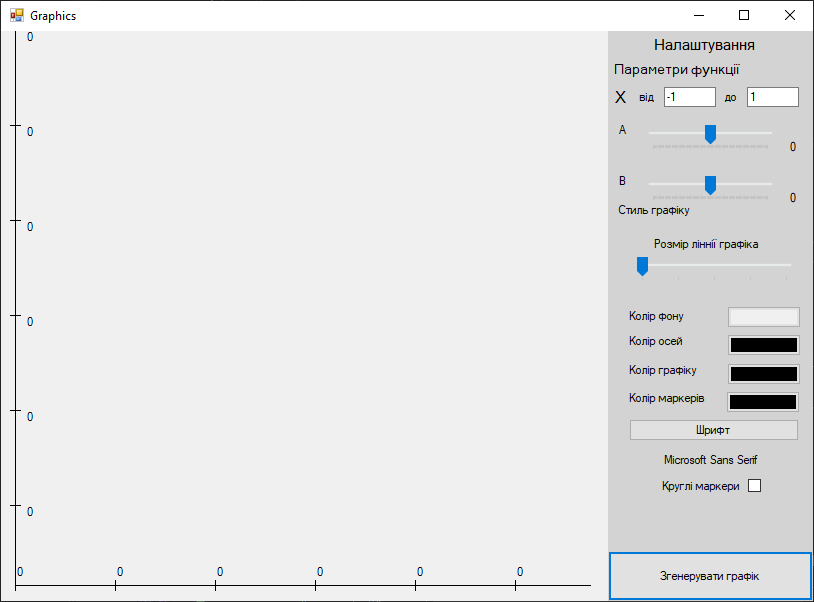 Graphics
0
0
0
0
0
0
0 0 0 0 0 0
Налаштування
Параметри функції
X від -1 до 1
A
0
B
0
Стиль графіку
Розмір ліннії графіка
Колір фону
Колір осей
Колір графіку
Колір маркерів
Шрифт
Microsoft Sans Serif
Круглі маркери
Згенерувати графік